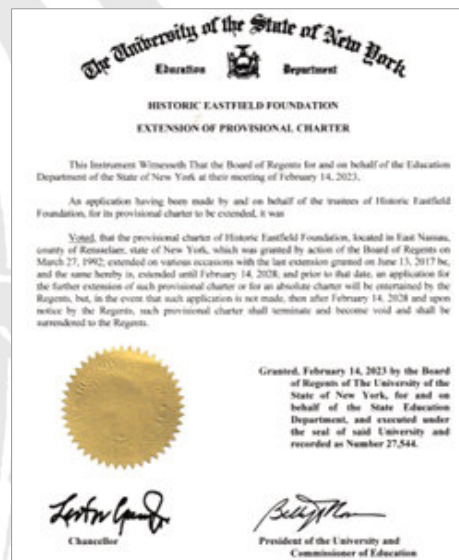 The University of the State of New York
Education Department
HISTORIC EASTFIELD FOUNDATION
EXTENSION OF PROVISIONAL CHARTER
This Instrument Witnesseth That the Board of Regents for and on behalf of the Education
Department of the State of New York at their meeting of February 14, 2023,
An application having been made by and on behalf of the trustees of Historic Eastfield
Foundation, for its provisional charter to be extended, it was
Voted, that the provisional charter of Historic Eastfield Foundation, located in East Nassau,
county of Rensselaer, state of New York, which was granted by action of the Board of Regents on
March 27, 1992; extended on various occasions with the last extension granted on June 13, 2017 be,
and the same hereby is, extended until February 14, 2028, and prior to that date, an application for
the further extension of such provisional charter or for an absolute charter will be entertained by the
Regents, but, in the event that such application is not made, then after February 14, 2028 and upon
notice by the Regents, such provisional charter shall terminate and become void and shall be
surrendered to the Regents.
Granted, February 14, 2023 by the Board
of Regents of The University of the
State of New York, for and on
behalf of the State Education
Department, and executed under
the seal of said University and
recorded as Number 27,544.
Chancellor
President of the University and
Commissioner of Education